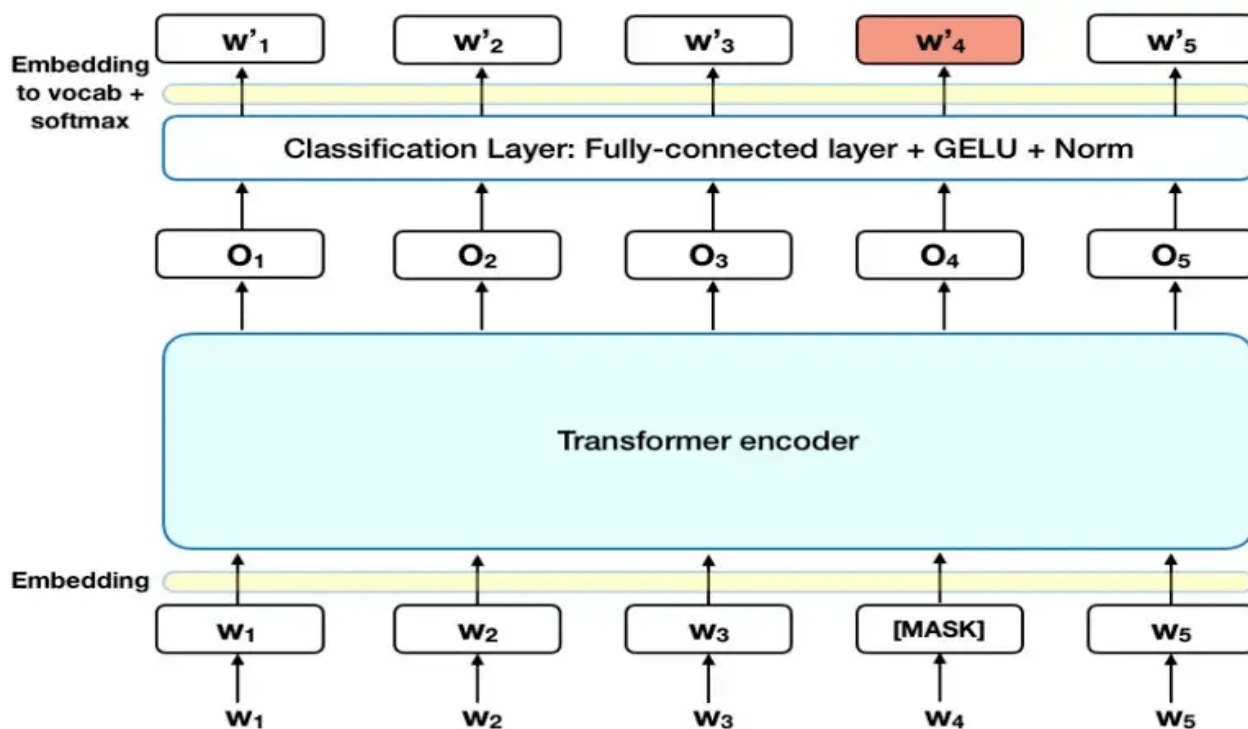 w’₁ w’₂ w’₃ w’₄ w’₅
Embedding
to vocab +
softmax
Classification Layer: Fully-connected layer + GELU + Norm
O₁ O₂ O₃ O₄ O₅
Transformer encoder
Embedding
w₁ w₂ w₃ [MASK] w₅
w₁ w₂ w₃ w₄ w₅